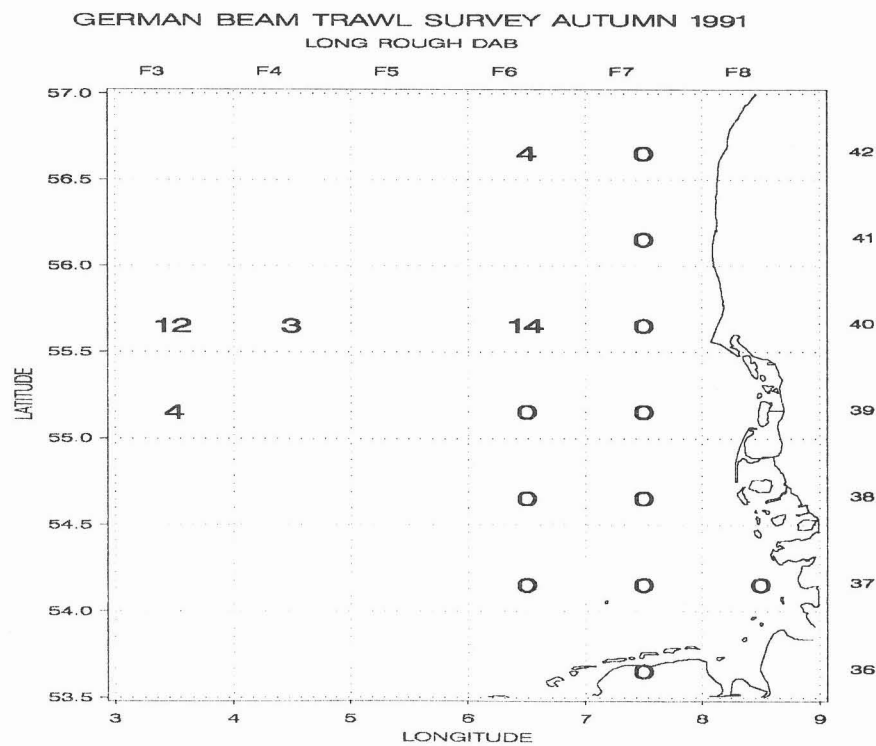 GERMAN BEAM TRAWL SURVEY AUTUMN 1991
LONG ROUGH DAB
F3 F4 F5 F6 F7 F8
57.0
4 0 42
56.5
0 41
56.0
12 3 14 0 40
55.5
4 0 0 39
55.0
0 0 38
54.5
0 0 0 37
54.0
0 36
53.5
3 4 5 6 7 8 9
LATITUDE
LONGITUDE